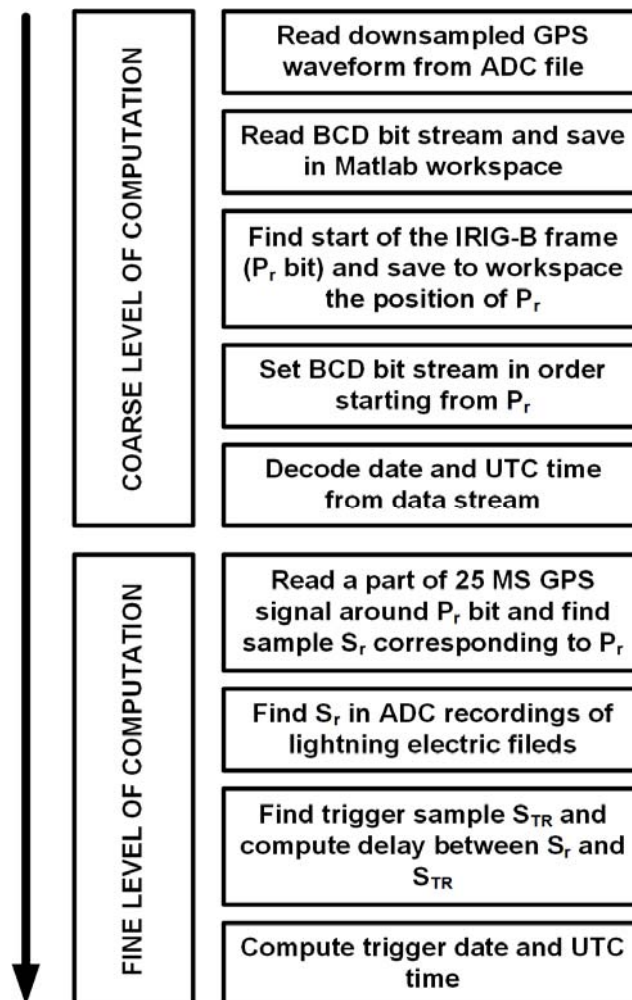 COARSE LEVEL OF COMPUTATION
Read downsampled GPS
waveform from ADC file
Read BCD bit stream and save
in Matlab workspace
Find start of the IRIG-B frame
(Pr bit) and save to workspace
the position of Pr
Set BCD bit stream in order
starting from Pr
Decode date and UTC time
from data stream
FINE LEVEL OF COMPUTATION
Read a part of 25 MS GPS
signal around Pr bit and find
sample Sr corresponding to Pr
Find Sr in ADC recordings of
lightning electric fileds
Find trigger sample STR and
compute delay between Sr and
STR
Compute trigger date and UTC
time